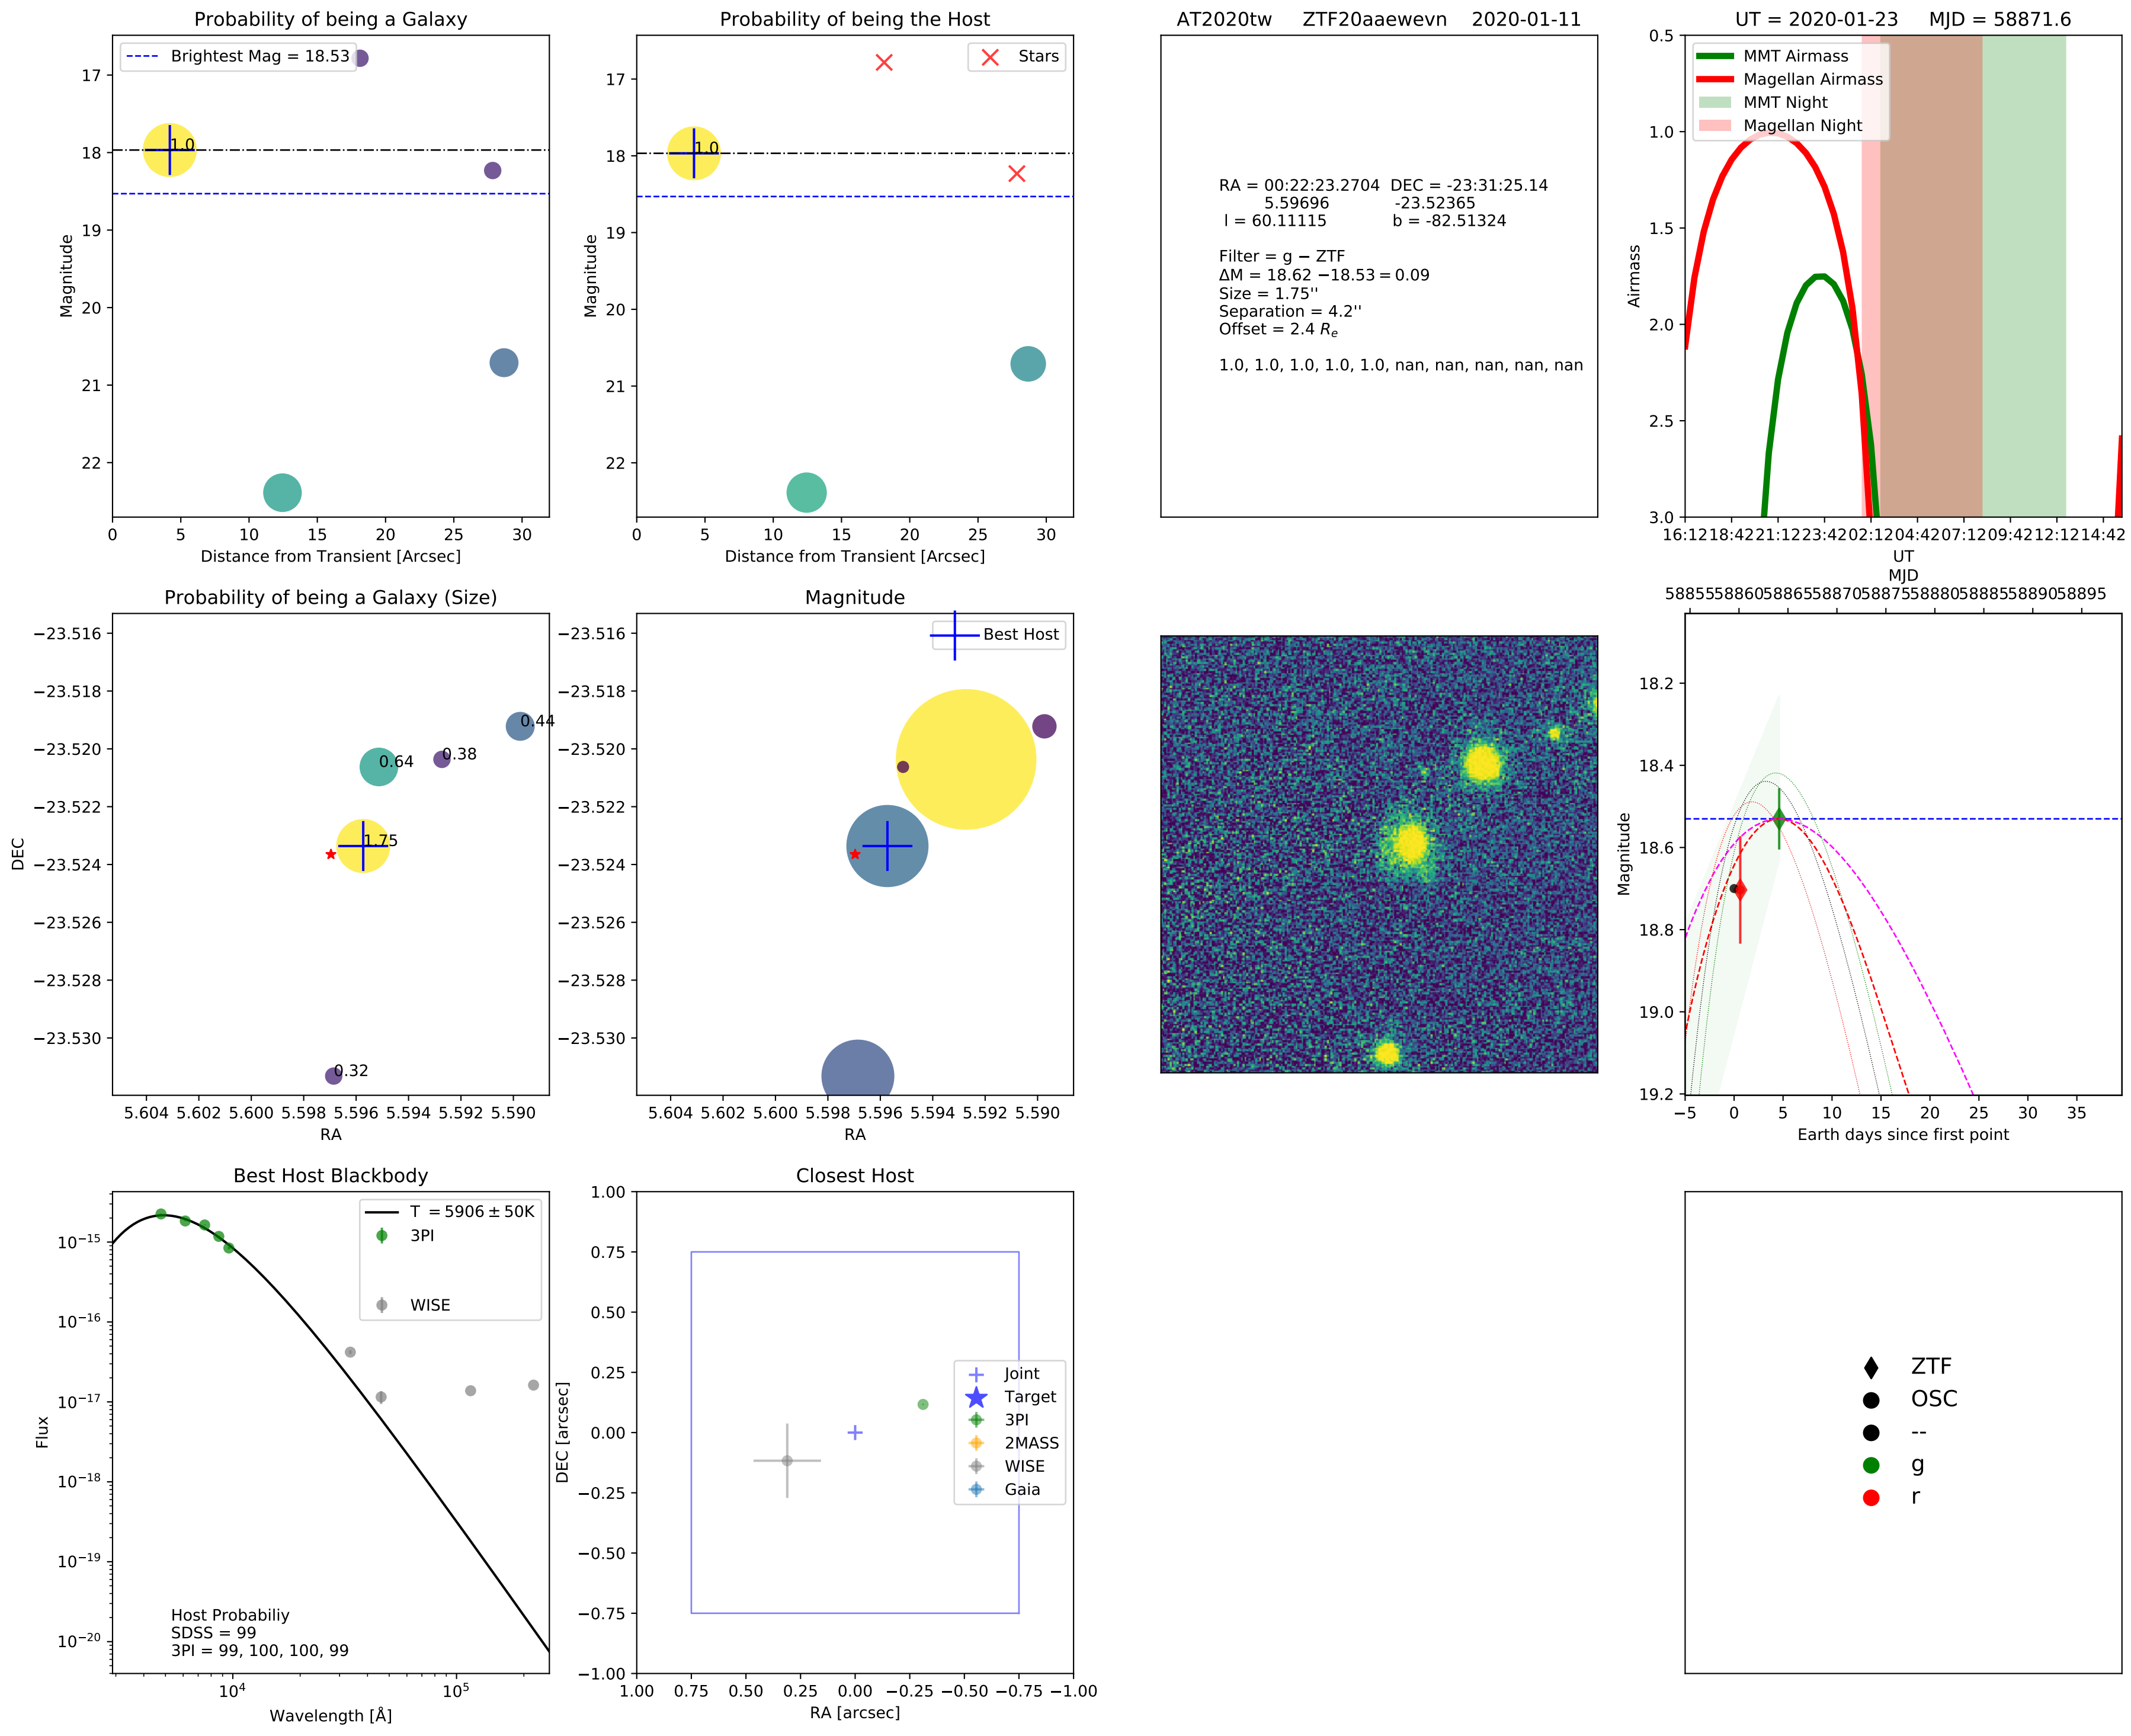 Probability of being a Galaxy
Brightest Mag = 18.53
1.0
17
18
19
20
21
22
Magnitude
0 5 10 15 20 25 30
Distance from Transient [Arcsec]
Probability of being the Host
Stars
1.0
17
18
19
20
21
22
Magnitude
0 5 10 15 20 25 30
Distance from Transient [Arcsec]
AT2020tw ZTF20aaewevn 2020-01-11
RA = 00:22:23.2704 DEC = -23:31:25.14
5.59696 -23.52365
l = 60.11115 b = -82.51324
Filter = g − ZTF
ΔM = 18.62 −18.53 = 0.09
Size = 1.75''
Separation = 4.2''
Offset = 2.4 Re
1.0, 1.0, 1.0, 1.0, 1.0, nan, nan, nan, nan, nan
UT = 2020-01-23 MJD = 58871.6
MMT Airmass
Magellan Airmass
MMT Night
Magellan Night
0.5
1.0
1.5
2.0
2.5
3.0
Airmass
16:12 18:42 21:12 23:42 02:12 04:42 07:12 09:42 12:12 14:42
UT
Probability of being a Galaxy (Size)
0.44
0.38
0.64
1.75
0.32
−23.516
−23.518
−23.520
−23.522
−23.524
−23.526
−23.528
−23.530
DEC
5.604 5.602 5.600 5.598 5.596 5.594 5.592 5.590
RA
Magnitude
Best Host
−23.516
−23.518
−23.520
−23.522
−23.524
−23.526
−23.528
−23.530
5.604 5.602 5.600 5.598 5.596 5.594 5.592 5.590
RA
MJD
58855 58860 58865 58870 58875 58880 58885 58890 58895
18.2
18.4
18.6
18.8
19.0
19.2
Magnitude
−5 0 5 10 15 20 25 30 35
Earth days since first point
Best Host Blackbody
T = 5906 ± 50K
3PI
WISE
10−15
10−16
10−17
10−18
10−19
10−20
Flux
Host Probabiliy
SDSS = 99
3PI = 99, 100, 100, 99
104 105
Wavelength [Å]
Closest Host
Joint
Target
3PI
2MASS
WISE
Gaia
1.00
0.75
0.50
0.25
0.00
−0.25
−0.50
−0.75
−1.00
DEC [arcsec]
1.00 0.75 0.50 0.25 0.00 −0.25 −0.50 −0.75 −1.00
RA [arcsec]
ZTF
OSC
--
g
r